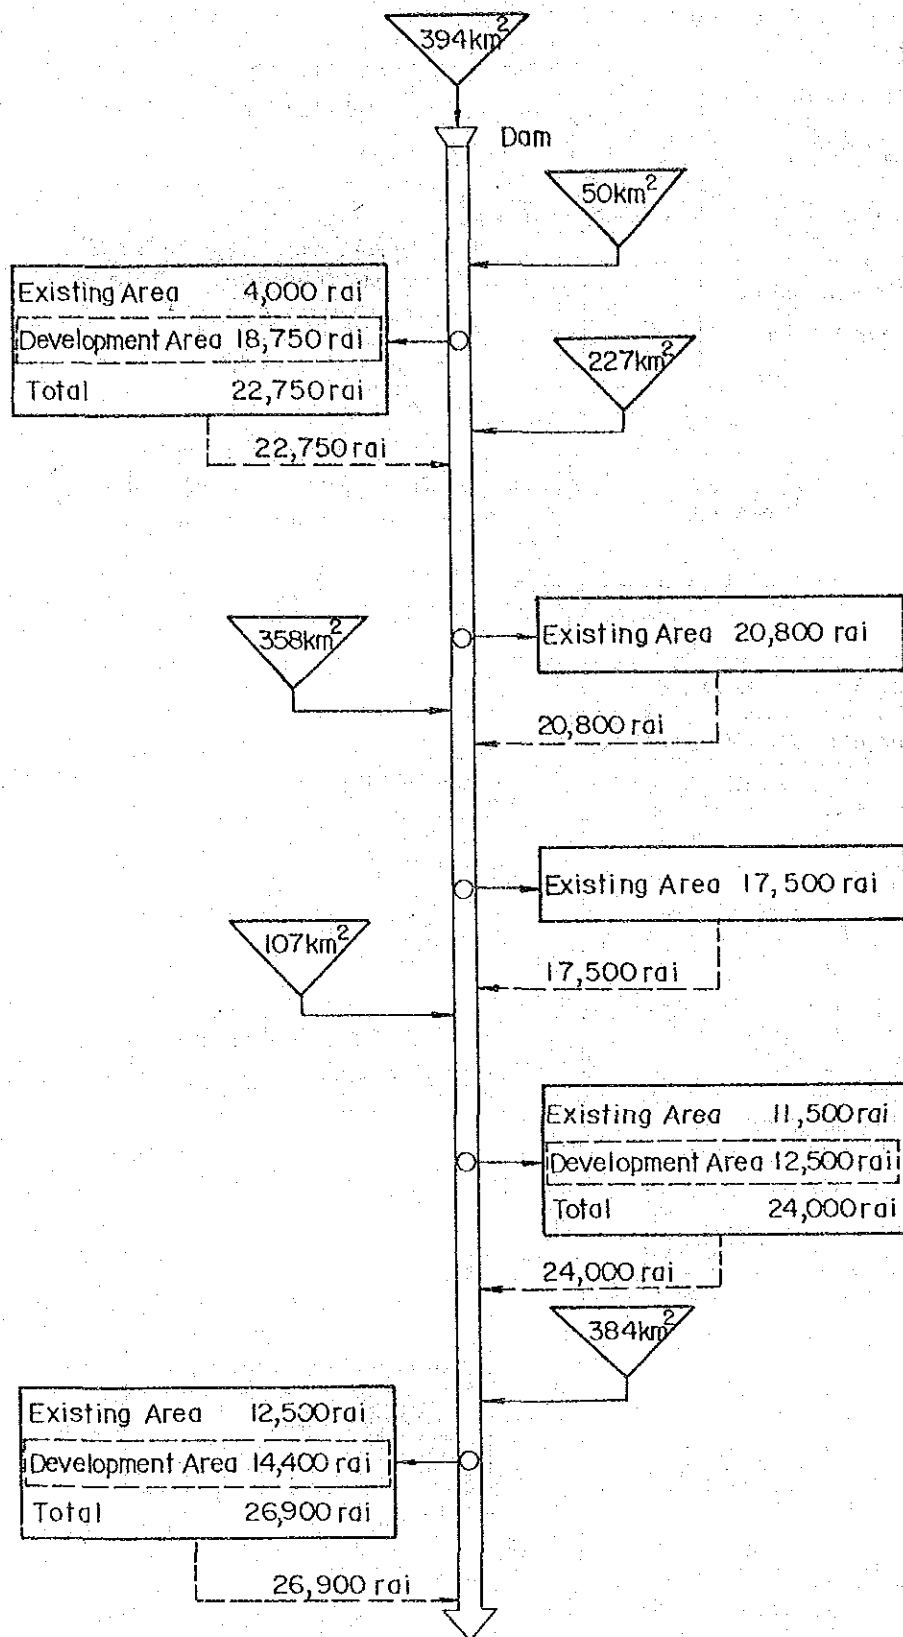 394km²
Dam
50km²
Existing Area 4,000 rai
Development Area 18,750 rai
Total 22,750 rai
227km²
22,750 rai
358km²
Existing Area 20,800 rai
20,800 rai
Existing Area 17,500 rai
107km²
17,500 rai
Existing Area 11,500 rai
Development Area 12,500 rai
Total 24,000 rai
24,000 rai
384km²
Existing Area 12,500 rai
Development Area 14,400 rai
Total 26,900 rai
26,900 rai